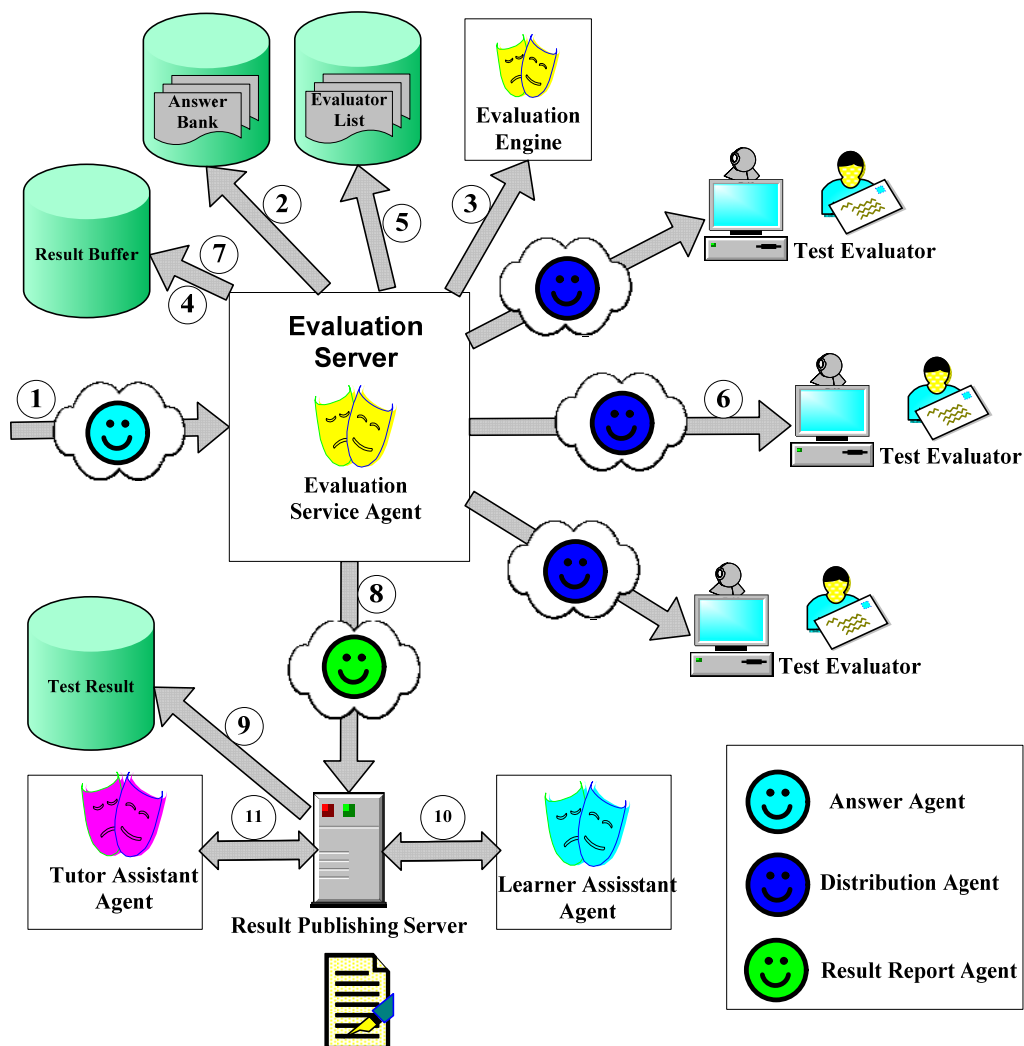 Answer
Bank
Evaluator
List
Evaluation
Engine
2
5
3
Result Buffer
7
4
Test Evaluator
Evaluation
Server
1
6
Test Evaluator
Evaluation
Service Agent
8
Test Evaluator
Test Result
9
11
10
Tutor Assistant
Agent
Learner Assisstant
Agent
Result Publishing Server
Answer Agent
Distribution Agent
Result Report Agent